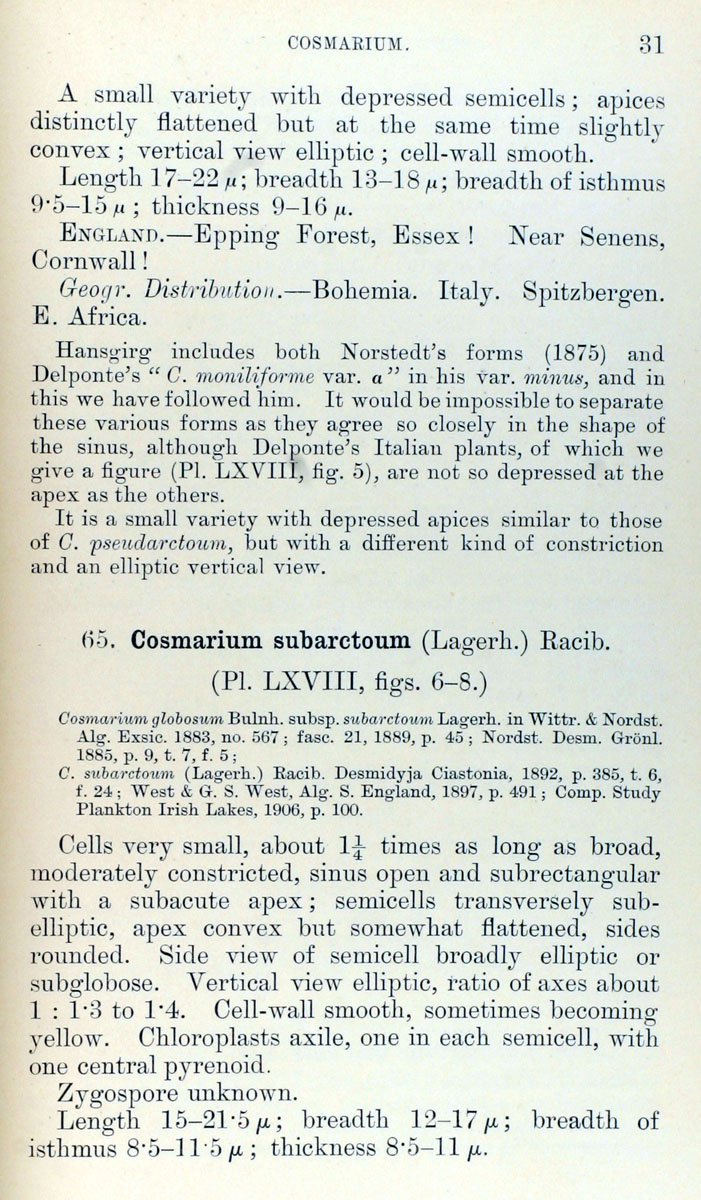 COSMARIUM. 31
A small variety with depressed semicells; apices
distinctly flattened but at the same time slightly
convex; vertical view elliptic; cell-wall smooth.
Length 17–22 μ; breadth 13–18 μ; breadth of isthmus
9·5–15 μ; thickness 9–16 μ.
ENGLAND.—Epping Forest, Essex! Near Senens,
Cornwall!
Geogr. Distribution.—Bohemia. Italy. Spitzbergen.
E. Africa.
Hansgirg includes both Norstedt's forms (1875) and
Delponte's “C. moniliforme var. a” in his var. minus, and in
this we have followed him. It would be impossible to separate
these various forms as they agree so closely in the shape of
the sinus, although Delponte's Italian plants, of which we
give a figure (Pl. LXVIII, fig. 5), are not so depressed at the
apex as the others.
It is a small variety with depressed apices similar to those
of C. pseudarctoum, but with a different kind of constriction
and an elliptic vertical view.
65. Cosmarium subarctoum (Lagerh.) Racib.
(Pl. LXVIII, figs. 6–8.)
Cosmarium globosum Bulnh. subsp. subarctoum Lagerh. in Wittr. & Nordst.
Alg. Exsic. 1883, no. 567; fasc. 21, 1889, p. 45; Nordst. Desm. Grönl.
1885, p. 9, t. 7, f. 5;
C. subarctoum (Lagerh.) Racib. Desmidyja Ciastonia, 1892, p. 385, t. 6,
f. 24; West & G. S. West, Alg. S. England, 1897, p. 491; Comp. Study
Plankton Irish Lakes, 1906, p. 100.
Cells very small, about 1¼ times as long as broad,
moderately constricted, sinus open and subrectangular
with a subacute apex; semicells transversely sub-
elliptic, apex convex but somewhat flattened, sides
rounded. Side view of semicell broadly elliptic or
subglobose. Vertical view elliptic, ratio of axes about
1 : 1·3 to 1·4. Cell-wall smooth, sometimes becoming
yellow. Chloroplasts axile, one in each semicell, with
one central pyrenoid.
Zygospore unknown.
Length 15–21·5 μ; breadth 12–17 μ; breadth of
isthmus 8·5–11·5 μ; thickness 8·5–11 μ.